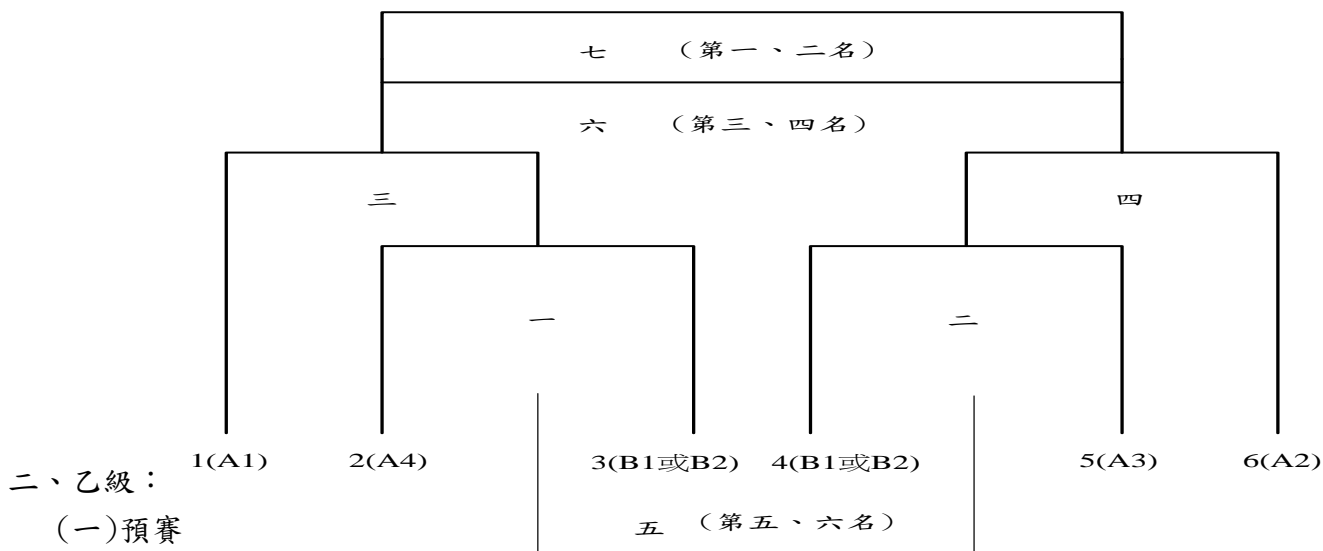 七 （第一、二名）
六 （第三、四名）
三 四
一 二
1(A1) 2(A4) 3(B1或B2) 4(B1或B2) 5(A3) 6(A2)
二、乙級：
五 （第五、六名）
(一)預賽